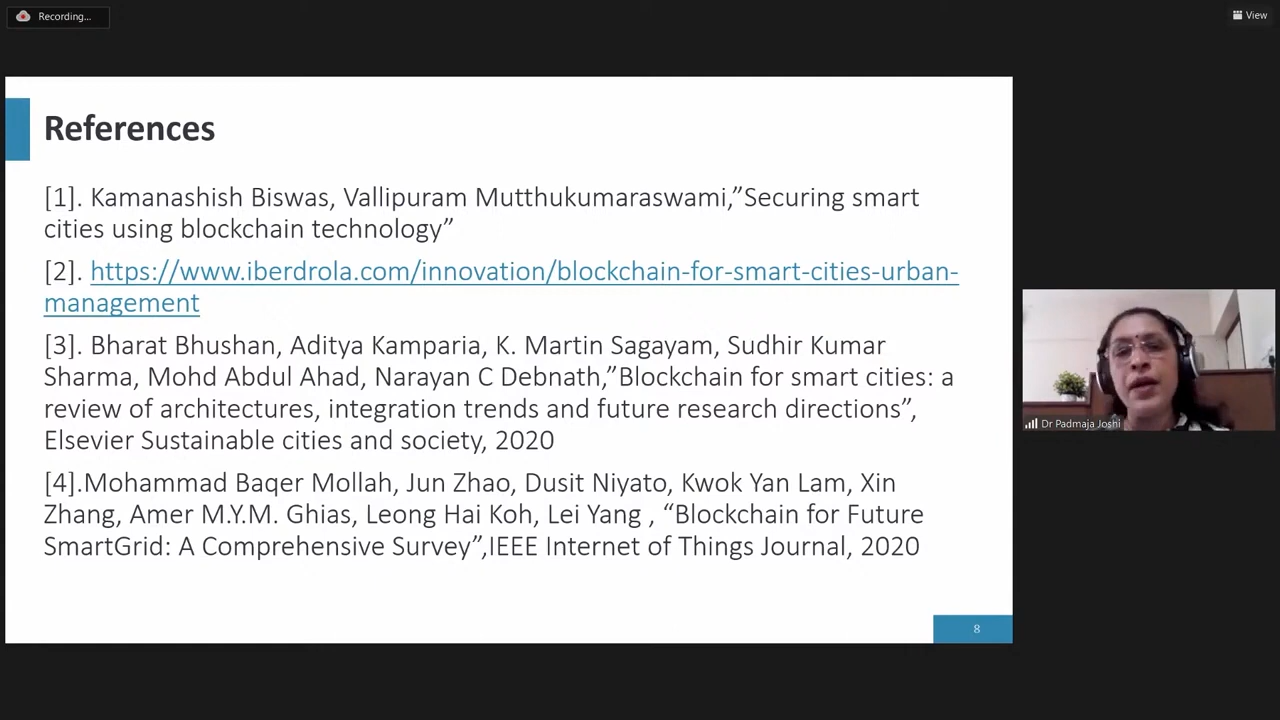 Recording...
View
References
[1]. Kamanashish Biswas, Vallipuram Mutthukumaraswami,”Securing smart
cities using blockchain technology”
[2]. https://www.iberdrola.com/innovation/blockchain-for-smart-cities-urban-
management
[3]. Bharat Bhushan, Aditya Kamparia, K. Martin Sagayam, Sudhir Kumar
Sharma, Mohd Abdul Ahad, Narayan C Debnath,”Blockchain for smart cities: a
review of architectures, integration trends and future research directions”,
Elsevier Sustainable cities and society, 2020
[4].Mohammad Baqer Mollah, Jun Zhao, Dusit Niyato, Kwok Yan Lam, Xin
Zhang, Amer M.Y.M. Ghias, Leong Hai Koh, Lei Yang , “Blockchain for Future
SmartGrid: A Comprehensive Survey”,IEEE Internet of Things Journal, 2020
8
Dr Padmaja Joshi